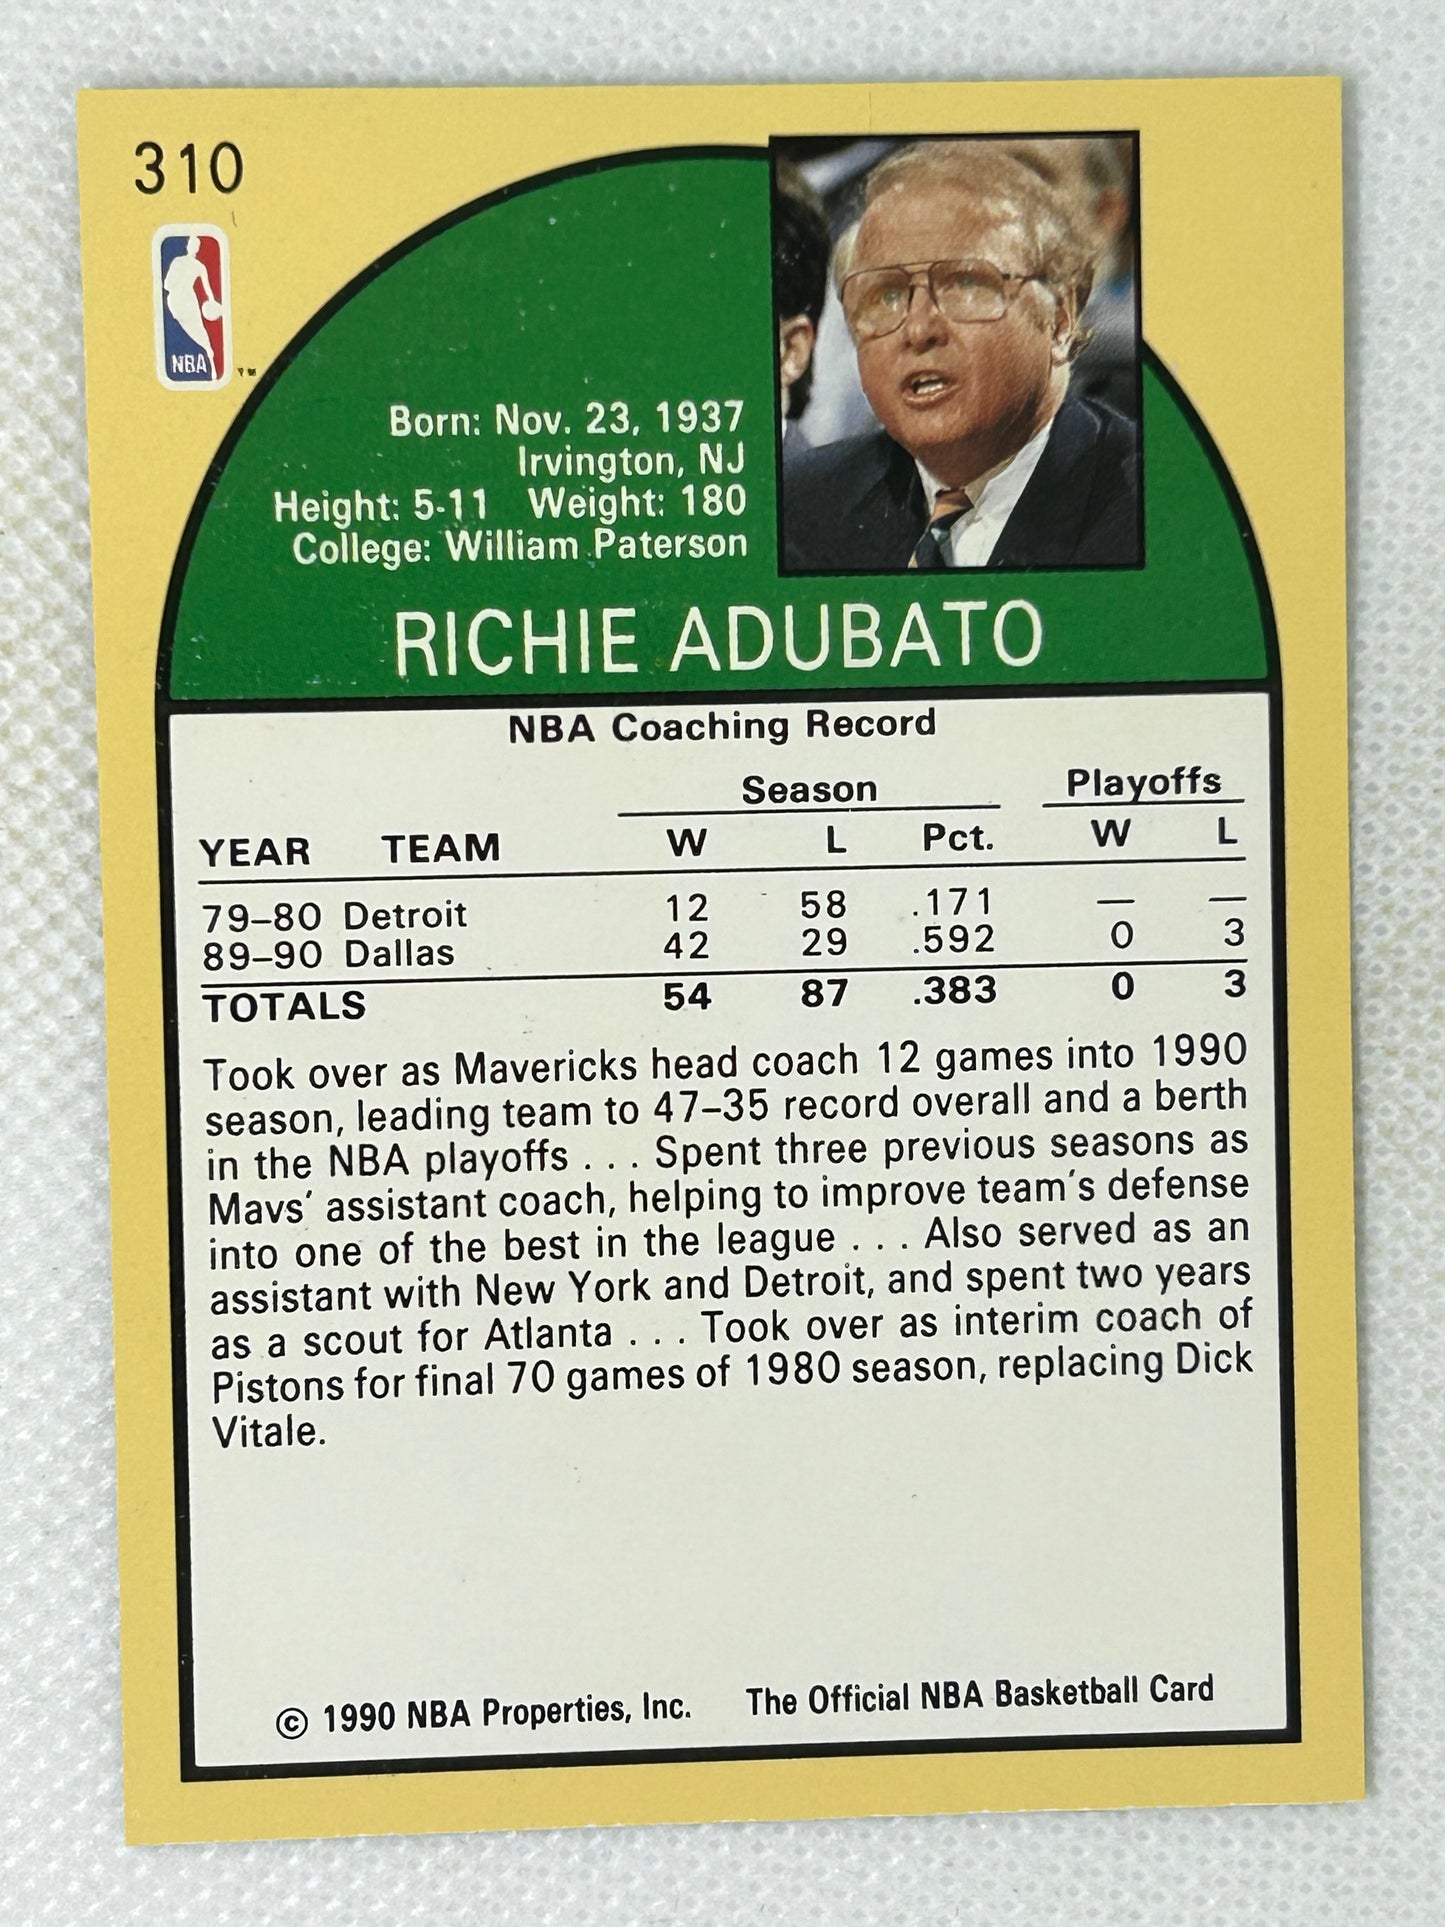 310
NBA
Born: Nov. 23, 1937
Irvington, NJ
Height: 5-11 Weight: 180
College: William Paterson
RICHIE ADUBATO
NBA Coaching Record
Season Playoffs
YEAR TEAM W L Pct. W L
79–80 Detroit 12 58 .171 — —
89–90 Dallas 42 29 .592 0 3
TOTALS 54 87 .383 0 3
Took over as Mavericks head coach 12 games into 1990
season, leading team to 47–35 record overall and a berth
in the NBA playoffs . . . Spent three previous seasons as
Mavs' assistant coach, helping to improve team's defense
into one of the best in the league . . . Also served as an
assistant with New York and Detroit, and spent two years
as a scout for Atlanta . . . Took over as interim coach of
Pistons for final 70 games of 1980 season, replacing Dick
Vitale.
© 1990 NBA Properties, Inc. The Official NBA Basketball Card